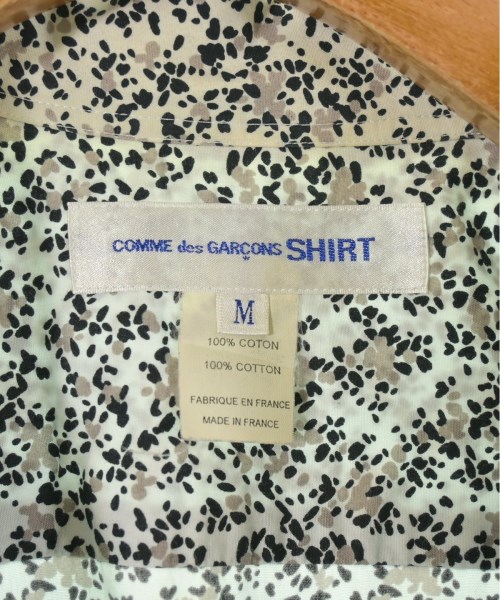 COMME des GARÇONS SHIRT
M
100% COTON
100% COTTON
FABRIQUE EN FRANCE
MADE IN FRANCE